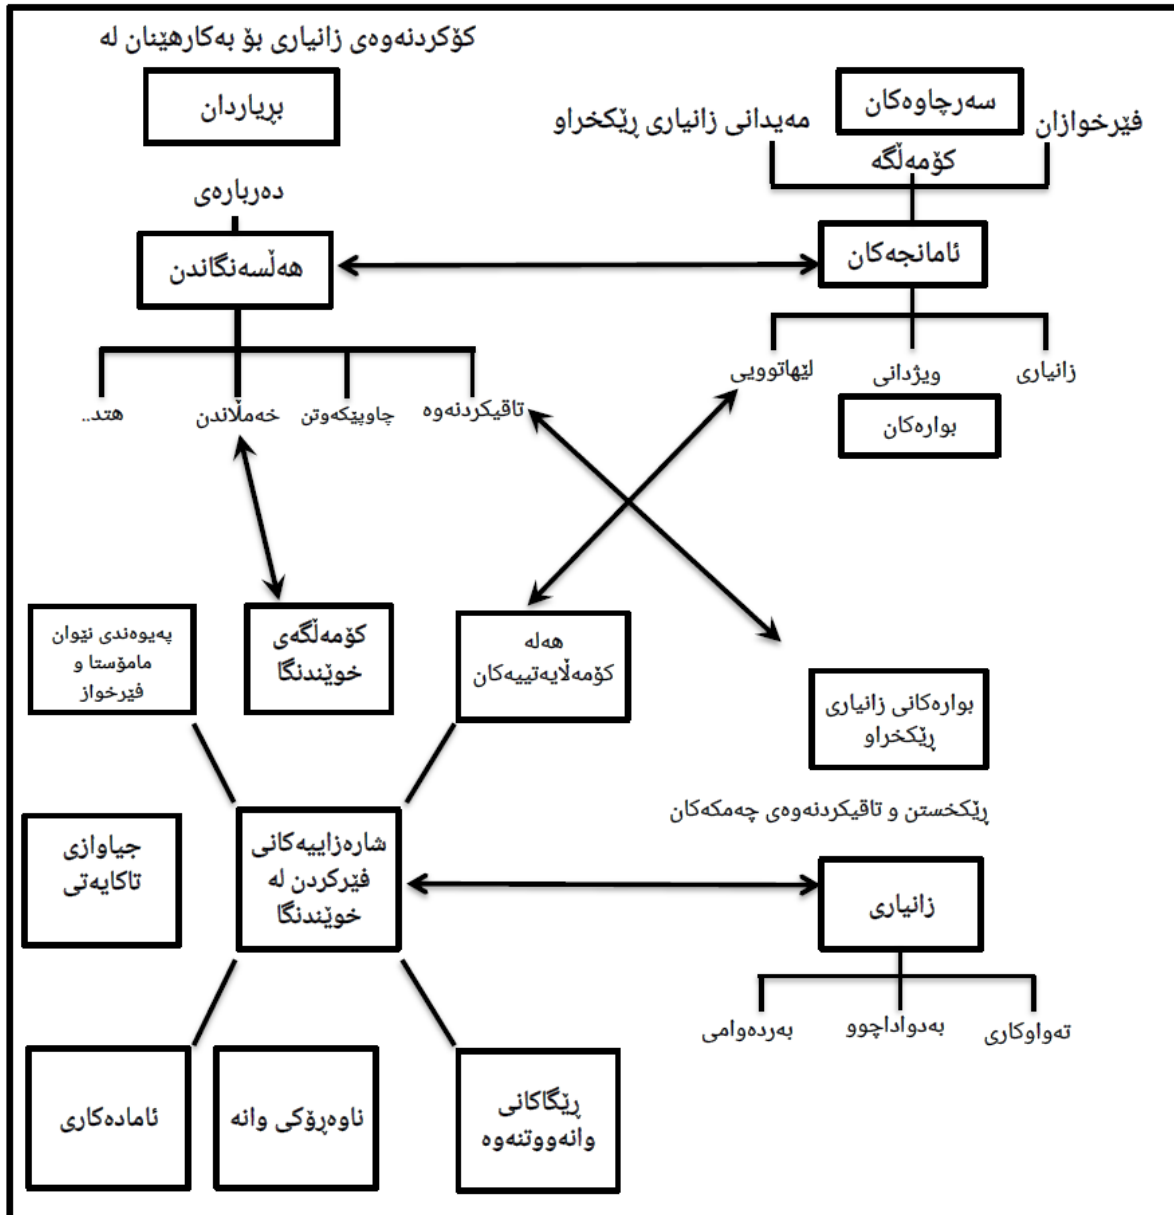 کۆکردنەوەی زانیاری بۆ بەکارهێنان لە
بڕیاردان
دەربارەی
هەڵسەنگاندن
تاقیکردنەوە
چاوپێکەوتن
خەمڵاندن
هتد..
سەرچاوەکان
فێرخوازان
کۆمەڵگە
مەیدانی زانیاری ڕێکخراو
ئامانجەکان
زانیاری
ویژدانی
لێهاتوویی
بوارەکان
هەلە
کۆمەڵایەتییەکان
کۆمەڵگەی
خوێندنگا
پەیوەندی نێوان
مامۆستا و
فێرخواز
بوارەکانی زانیاری
ڕێکخراو
ڕێکخستن و تاقیکردنەوەی چەمکەکان
زانیاری
تەواوکاری
بەدواداچوو
بەردەوامی
شارەزاییەکانی
فێرکردن لە
خوێندنگا
جیاوازی
تاکایەتی
ڕێگاکانی
وانەووتنەوە
ناوەڕۆکی وانە
ئامادەکاری